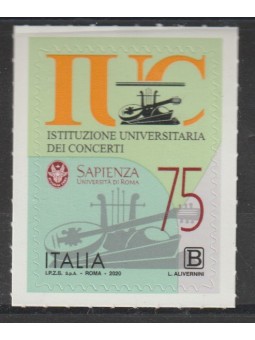 IUC
ISTITUZIONE UNIVERSITARIA
DEI CONCERTI
SAPIENZA
UNIVERSITÀ DI ROMA
75
ITALIA B
I.P.Z.S. S.p.A. - ROMA - 2020 L. ALIVERNINI